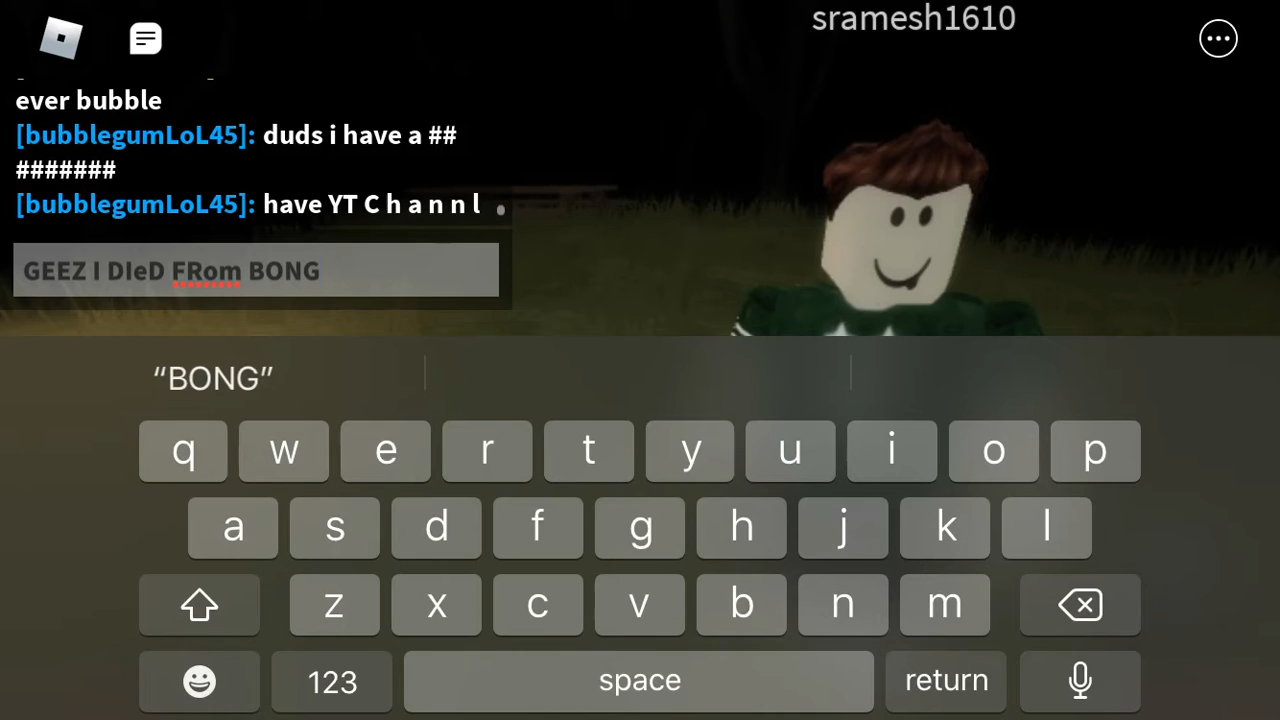 sramesh1610
ever bubble
[bubblegumLoL45]: duds i have a ##
#######
[bubblegumLoL45]: have YT C h a n n l
GEEZ I DIeD FRom BONG
“BONG”
q w e r t y u i o p
a s d f g h j k l
z x c v b n m
123 space return